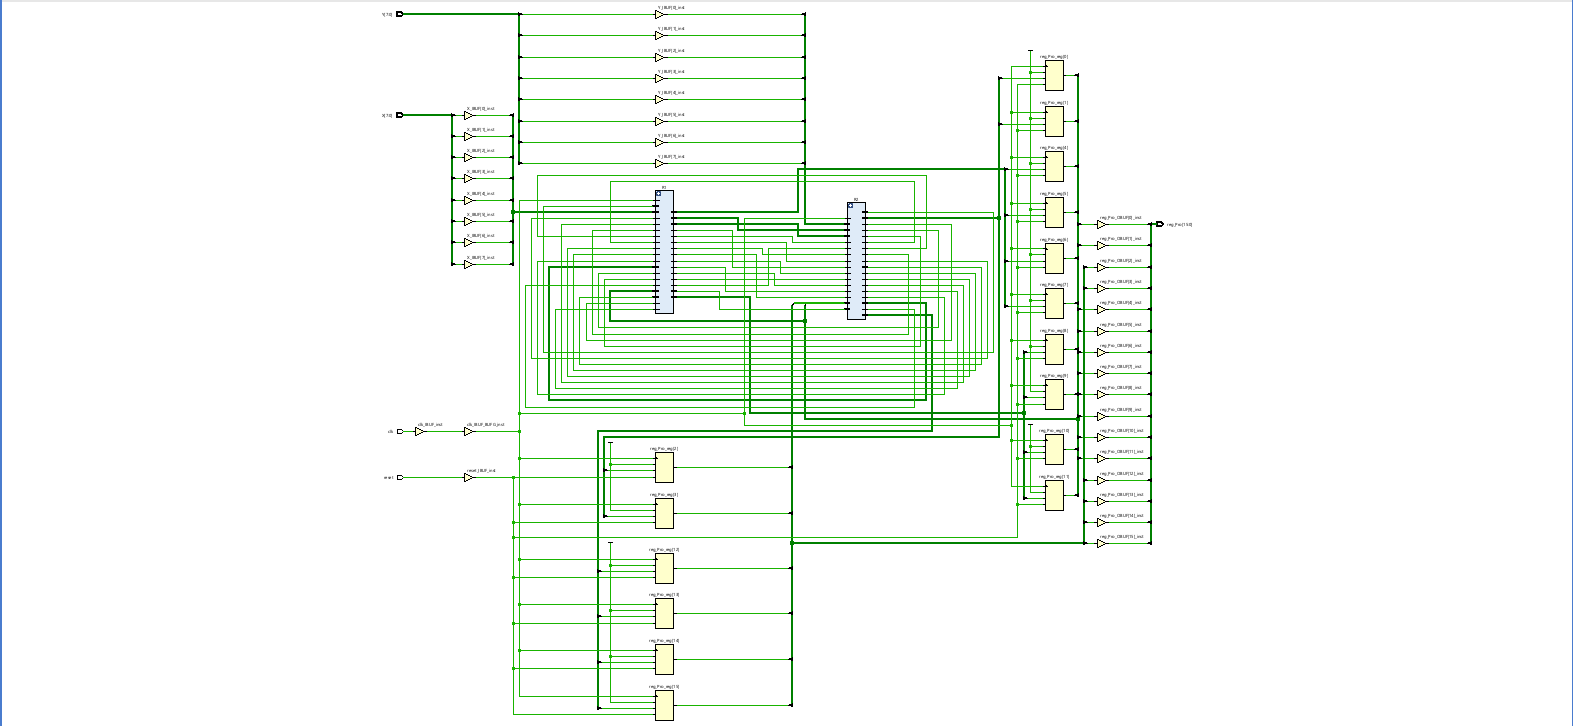 Y[7:0]
Y_IBUF[0]_inst
Y_IBUF[1]_inst
Y_IBUF[2]_inst
Y_IBUF[3]_inst
Y_IBUF[4]_inst
Y_IBUF[5]_inst
Y_IBUF[6]_inst
Y_IBUF[7]_inst
X[7:0]
X_IBUF[0]_inst
X_IBUF[1]_inst
X_IBUF[2]_inst
X_IBUF[3]_inst
X_IBUF[4]_inst
X_IBUF[5]_inst
X_IBUF[6]_inst
X_IBUF[7]_inst
R1
R2
reg_Pro_reg[0]
reg_Pro_reg[1]
reg_Pro_reg[4]
reg_Pro_reg[5]
reg_Pro_reg[6]
reg_Pro_reg[7]
reg_Pro_reg[8]
reg_Pro_reg[9]
reg_Pro_reg[10]
reg_Pro_reg[11]
reg_Pro_OBUF[0]_inst
reg_Pro_OBUF[1]_inst
reg_Pro_OBUF[2]_inst
reg_Pro_OBUF[3]_inst
reg_Pro_OBUF[4]_inst
reg_Pro_OBUF[5]_inst
reg_Pro_OBUF[6]_inst
reg_Pro_OBUF[7]_inst
reg_Pro_OBUF[8]_inst
reg_Pro_OBUF[9]_inst
reg_Pro_OBUF[10]_inst
reg_Pro_OBUF[11]_inst
reg_Pro_OBUF[12]_inst
reg_Pro_OBUF[13]_inst
reg_Pro_OBUF[14]_inst
reg_Pro_OBUF[15]_inst
reg_Pro[15:0]
clk
clk_IBUF_inst
clk_IBUF_BUFG_inst
reset
reset_IBUF_inst
reg_Pro_reg[2]
reg_Pro_reg[3]
reg_Pro_reg[12]
reg_Pro_reg[13]
reg_Pro_reg[14]
reg_Pro_reg[15]